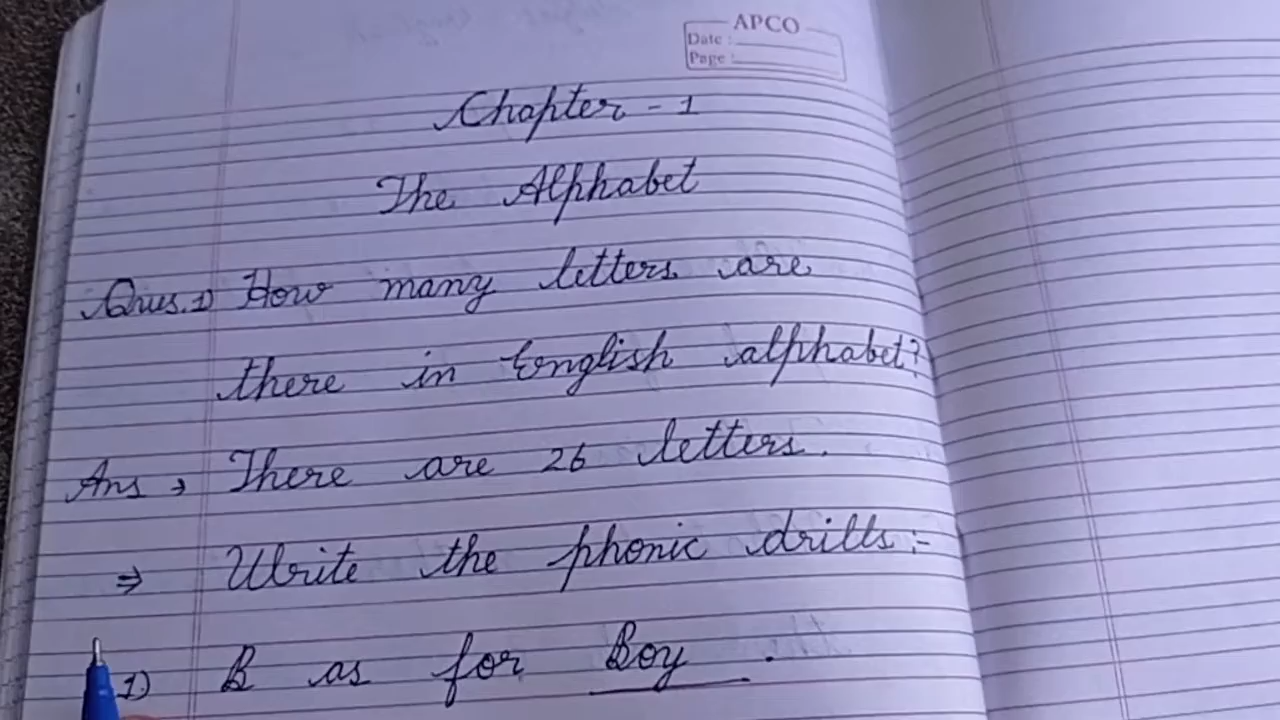 APCO
Date :
Page :
Chapter - 1
The Alphabet
Ques.1) How many letters are
there in English alphabet?
Ans → There are 26 letters.
⇒ Write the phonic drills :-
1) B as for Boy .